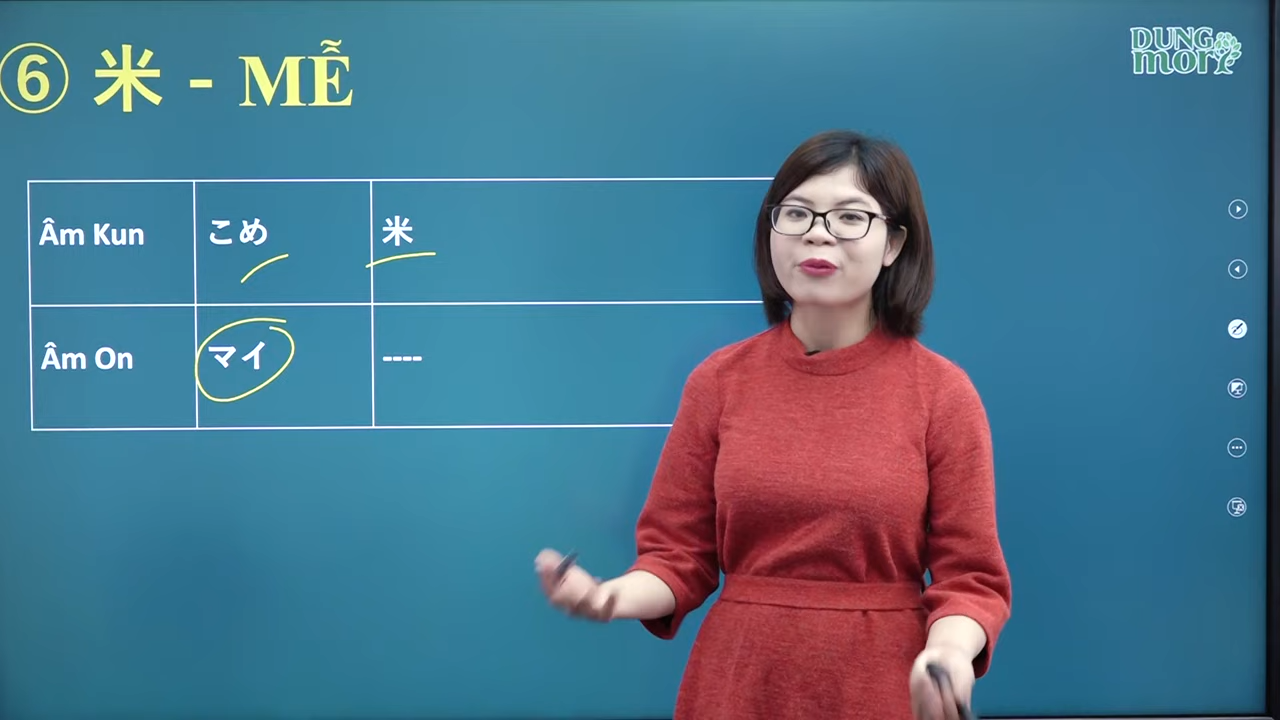 ⑥ 米 - MỄ
DUNG
mori
Âm Kun こめ 米
Âm On マイ ----